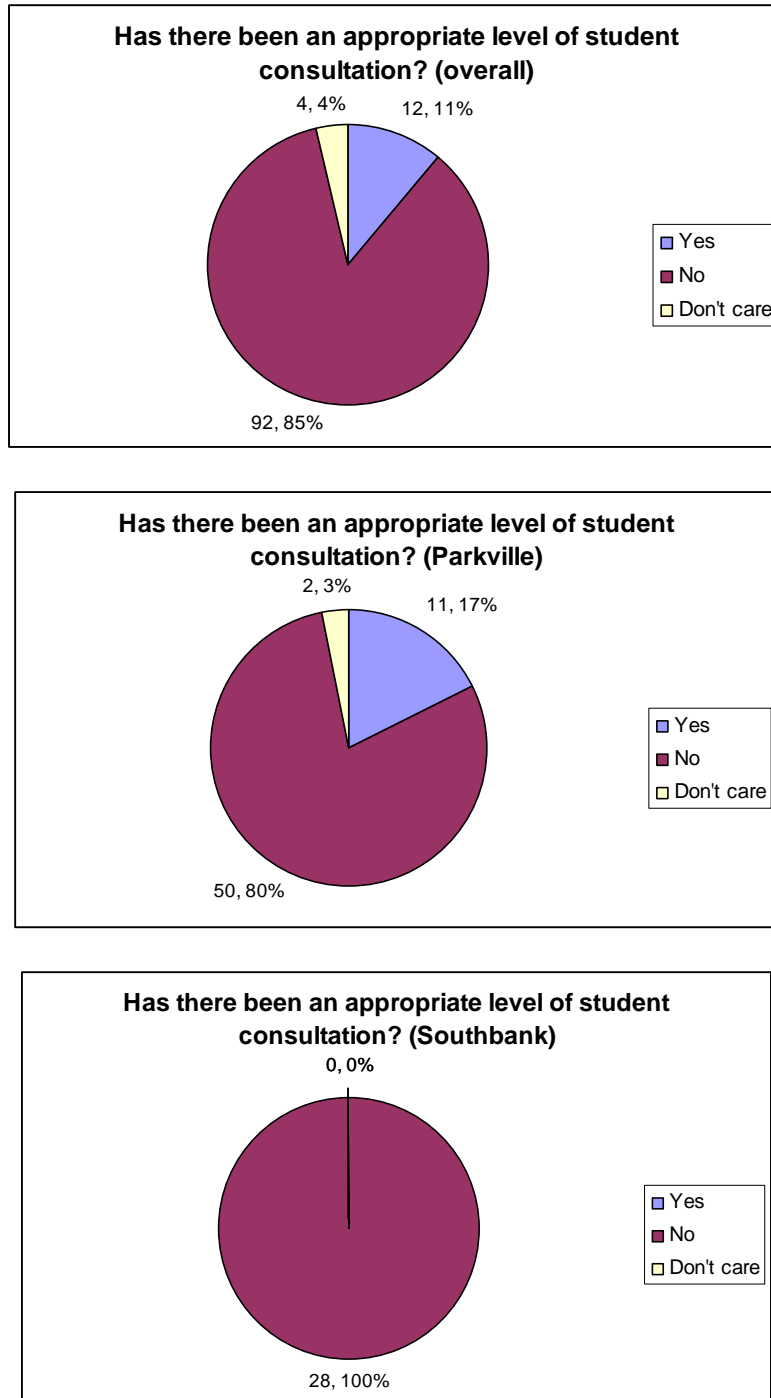 Has there been an appropriate level of student
consultation? (overall)
4, 4%
12, 11%
Yes
No
Don't care
92, 85%
Has there been an appropriate level of student
consultation? (Parkville)
2, 3%
11, 17%
Yes
No
Don't care
50, 80%
Has there been an appropriate level of student
consultation? (Southbank)
0, 0%
Yes
No
Don't care
28, 100%